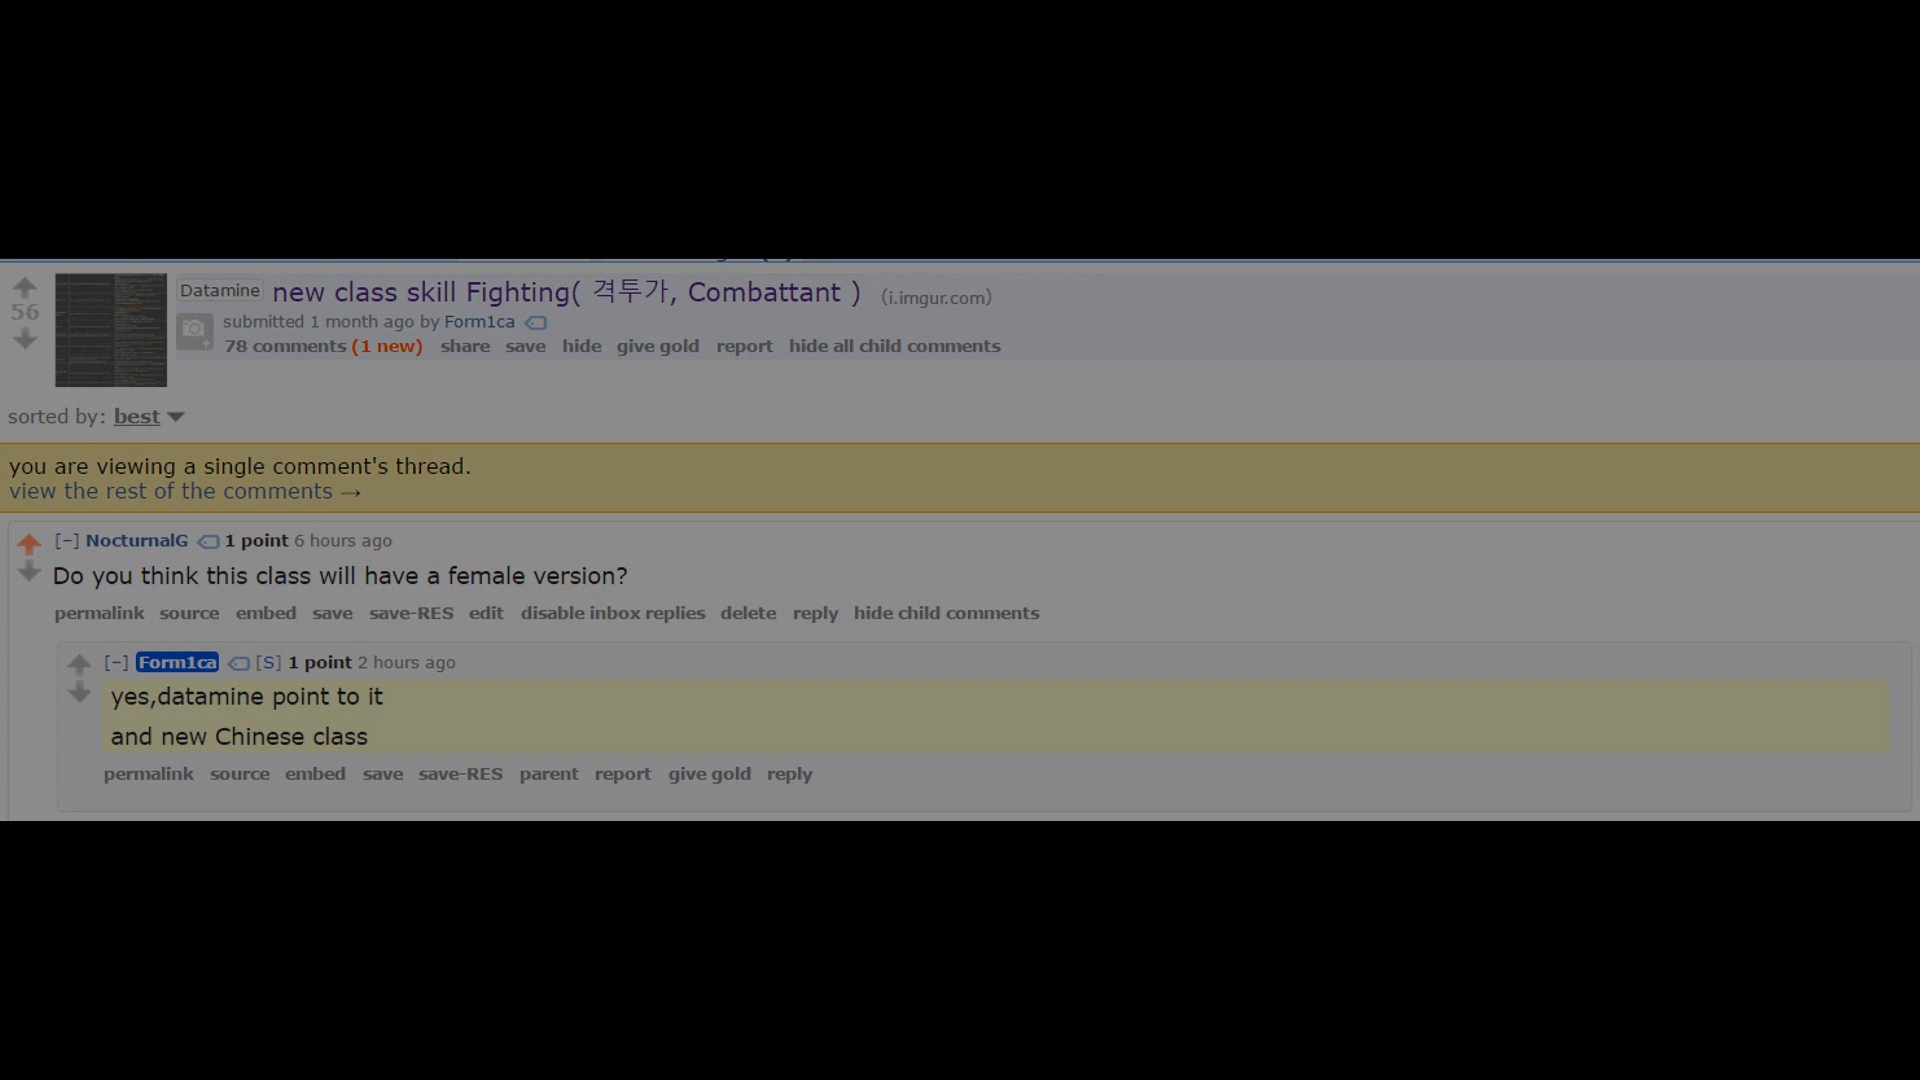 Datamine new class skill Fighting( 격투가, Combattant ) (i.imgur.com)
56
submitted 1 month ago by Form1ca
78 comments (1 new) share save hide give gold report hide all child comments
sorted by: best
you are viewing a single comment's thread.
view the rest of the comments →
[–] NocturnalG 1 point 6 hours ago
Do you think this class will have a female version?
permalink source embed save save-RES edit disable inbox replies delete reply hide child comments
[–] Form1ca [S] 1 point 2 hours ago
yes,datamine point to it
and new Chinese class
permalink source embed save save-RES parent report give gold reply